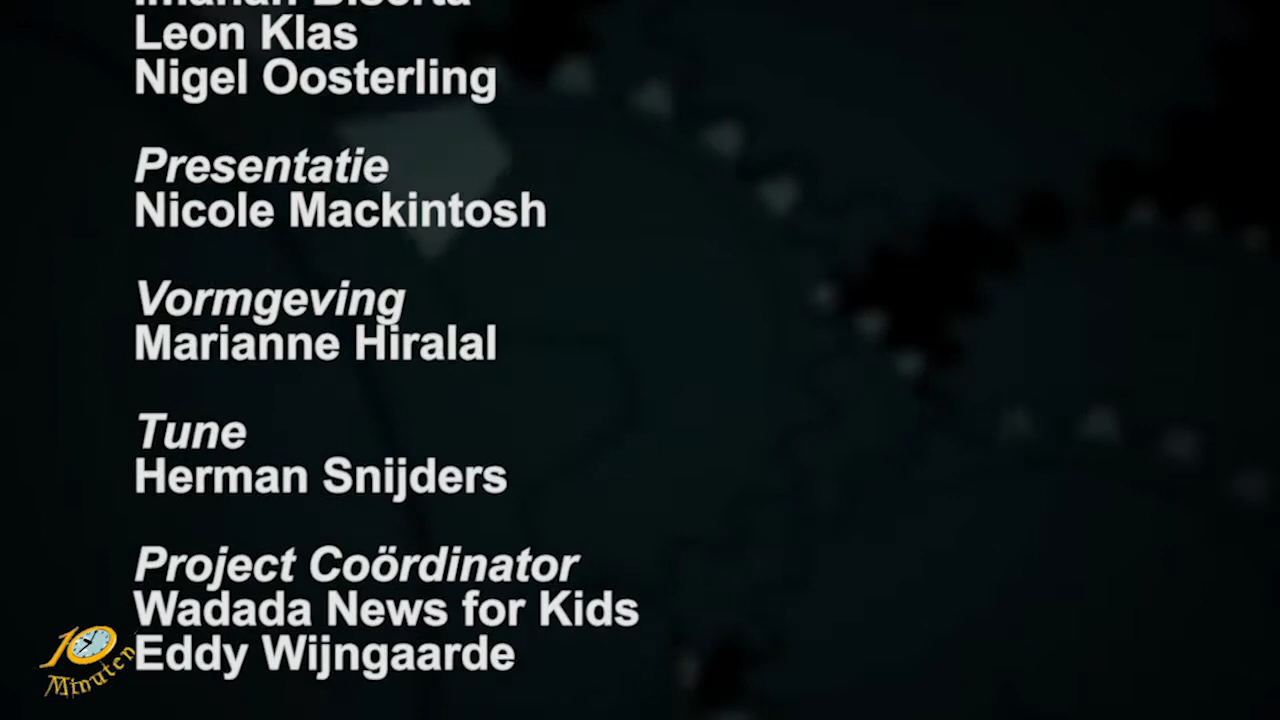 Leon Klas
Nigel Oosterling
Presentatie
Nicole Mackintosh
Vormgeving
Marianne Hiralal
Tune
Herman Snijders
Project Coördinator
Wadada News for Kids
Eddy Wijngaarde
10
Minuten